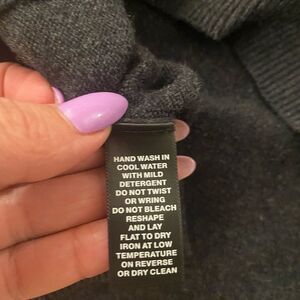 HAND WASH IN
COOL WATER
WITH MILD
DETERGENT
DO NOT TWIST
OR WRING
DO NOT BLEACH
RESHAPE
AND LAY
FLAT TO DRY
IRON AT LOW
TEMPERATURE
ON REVERSE
OR DRY CLEAN